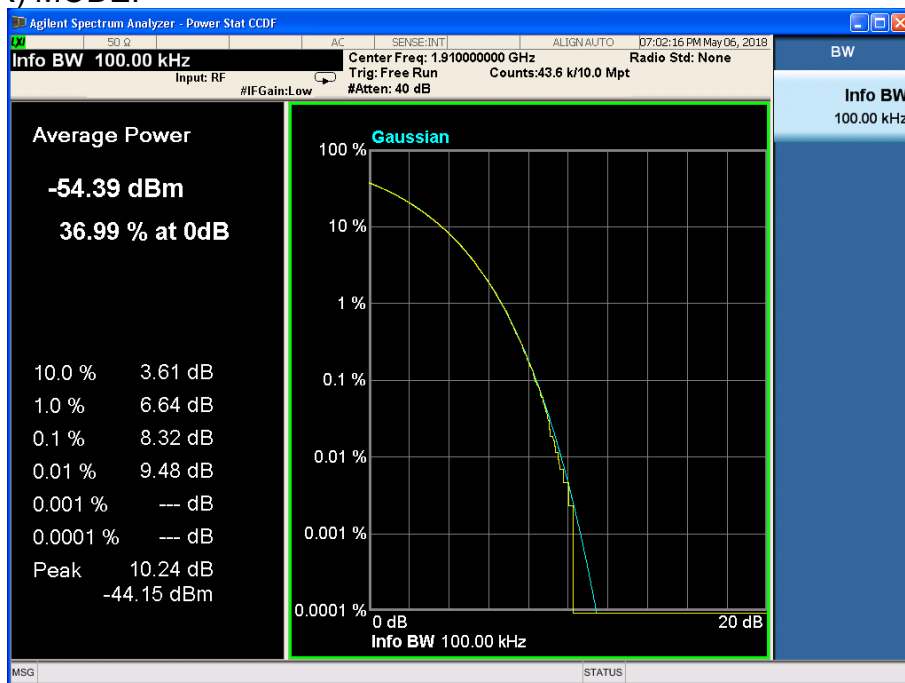 Agilent Spectrum Analyzer - Power Stat CCDF
LXI 50 Ω AC SENSE:INT ALIGN AUTO 07:02:16 PM May 06, 2018
Info BW 100.00 kHz
Center Freq: 1.910000000 GHz Radio Std: None
Input: RF Trig: Free Run Counts:43.6 k/10.0 Mpt
#IFGain:Low #Atten: 40 dB
BW
Info BW
100.00 kHz
Average Power
-54.39 dBm
36.99 % at 0dB
10.0 % 3.61 dB
1.0 % 6.64 dB
0.1 % 8.32 dB
0.01 % 9.48 dB
0.001 % --- dB
0.0001 % --- dB
Peak 10.24 dB
-44.15 dBm
Gaussian
100 %
10 %
1 %
0.1 %
0.01 %
0.001 %
0.0001 %
0 dB 20 dB
Info BW 100.00 kHz
MSG STATUS